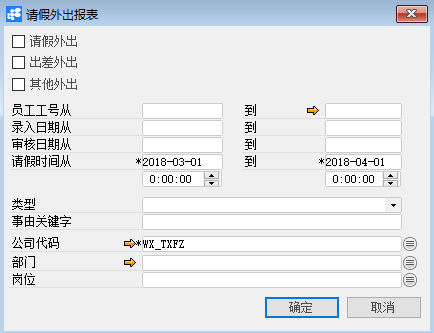 请假外出报表
请假外出
出差外出
其他外出
员工工号从 到
录入日期从 到
审核日期从 到
请假时间从 *2018-03-01 到 *2018-04-01
0:00:00 0:00:00
类型
事由关键字
公司代码 *WX_TXFZ
部门
岗位
确定 取消